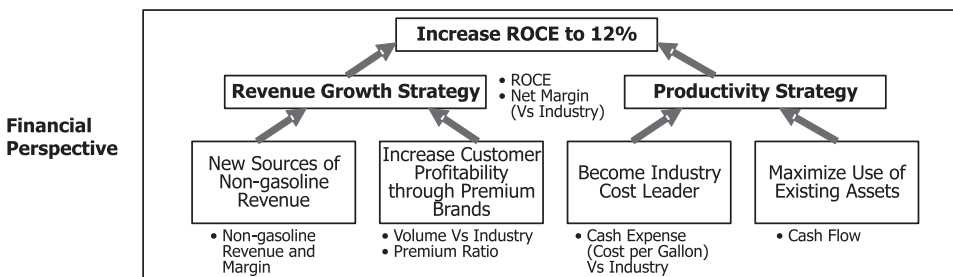 Increase ROCE to 12%
Revenue Growth Strategy
• ROCE
• Net Margin
(Vs Industry)
Productivity Strategy
Financial
Perspective
New Sources of
Non-gasoline
Revenue
Increase Customer
Profitability
through Premium
Brands
Become Industry
Cost Leader
Maximize Use of
Existing Assets
• Non-gasoline
Revenue and
Margin
• Volume Vs Industry
• Premium Ratio
• Cash Expense
(Cost per Gallon)
Vs Industry
• Cash Flow